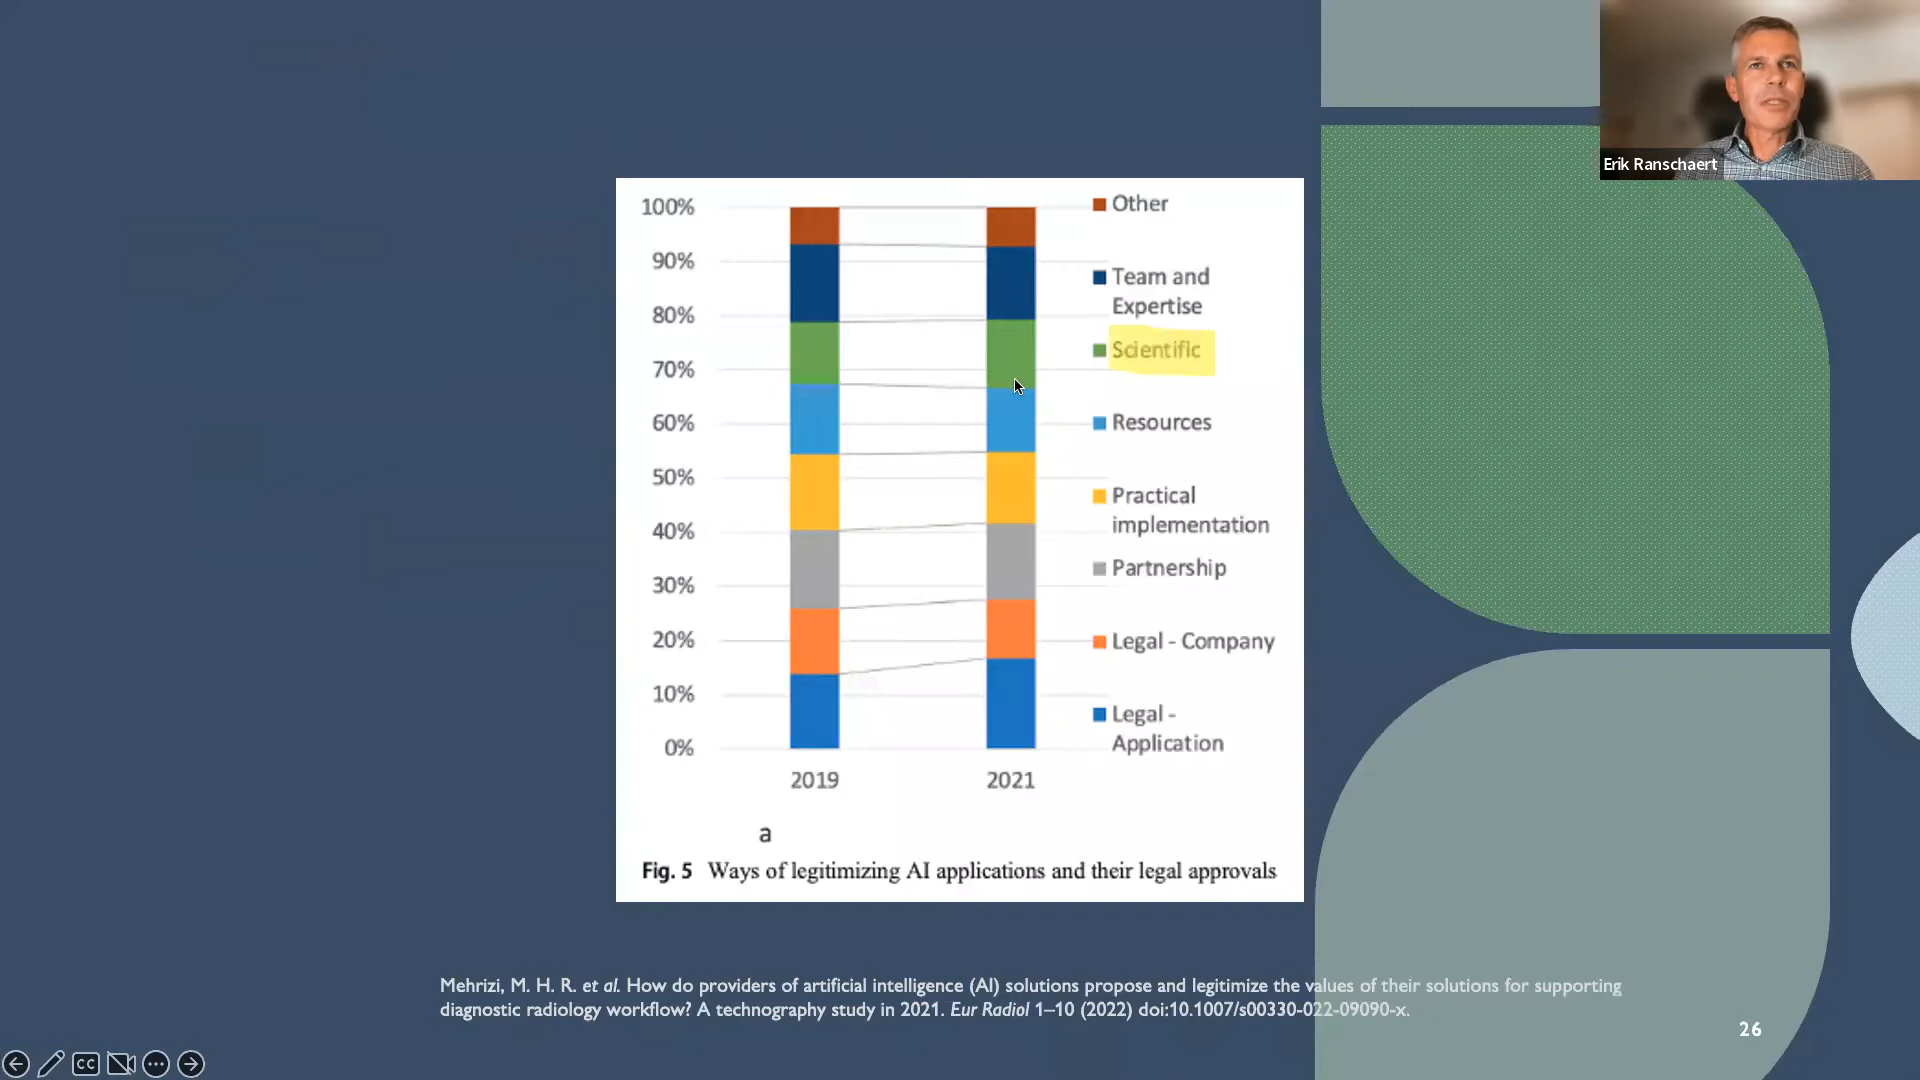 Erik Ranschaert
100%
90%
80%
70%
60%
50%
40%
30%
20%
10%
0%
2019
2021
Other
Team and
Expertise
Scientific
Resources
Practical
implementation
Partnership
Legal - Company
Legal -
Application
a
Fig. 5 Ways of legitimizing AI applications and their legal approvals
Mehrizi, M. H. R. et al. How do providers of artificial intelligence (AI) solutions propose and legitimize the values of their solutions for supporting
diagnostic radiology workflow? A technography study in 2021. Eur Radiol 1–10 (2022) doi:10.1007/s00330-022-09090-x.
26
CC